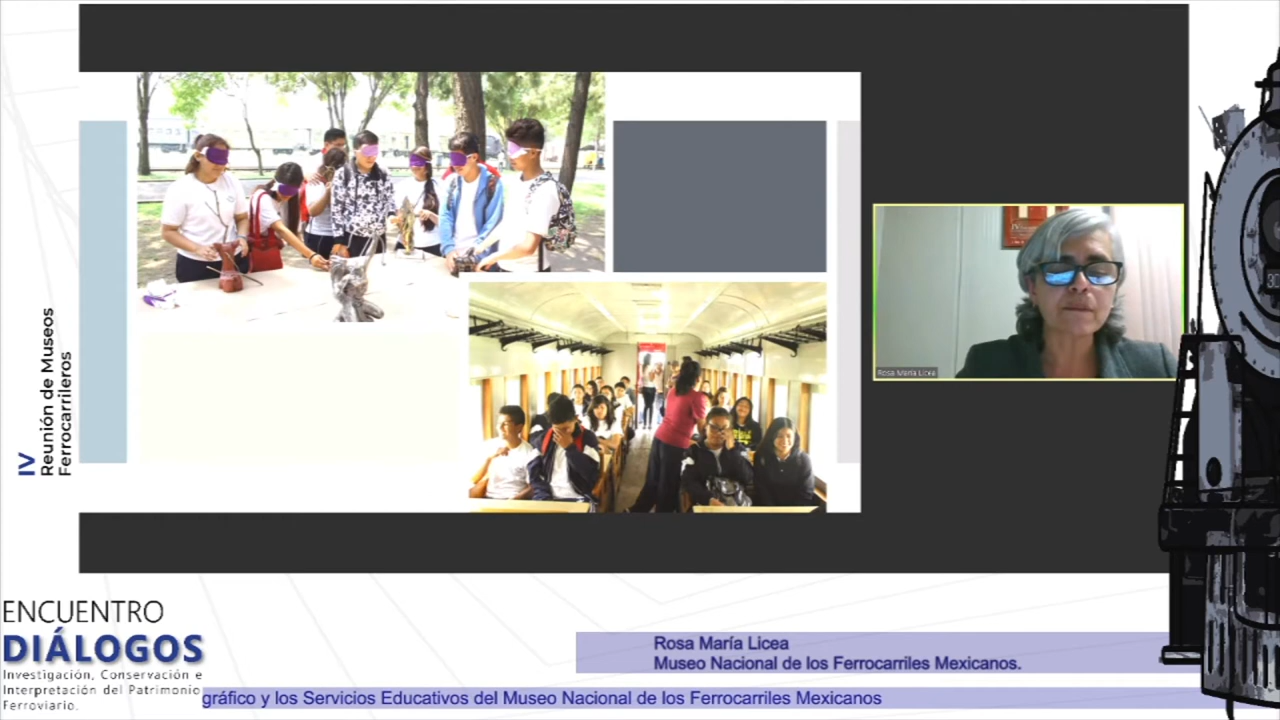 IV
Reunión de Museos
Ferrocarrileros
Rosa María Licea
ENCUENTRO
DIÁLOGOS
Investigación, Conservación e
Interpretación del Patrimonio
Ferroviario.
Rosa María Licea
Museo Nacional de los Ferrocarriles Mexicanos.
gráfico y los Servicios Educativos del Museo Nacional de los Ferrocarriles Mexicanos